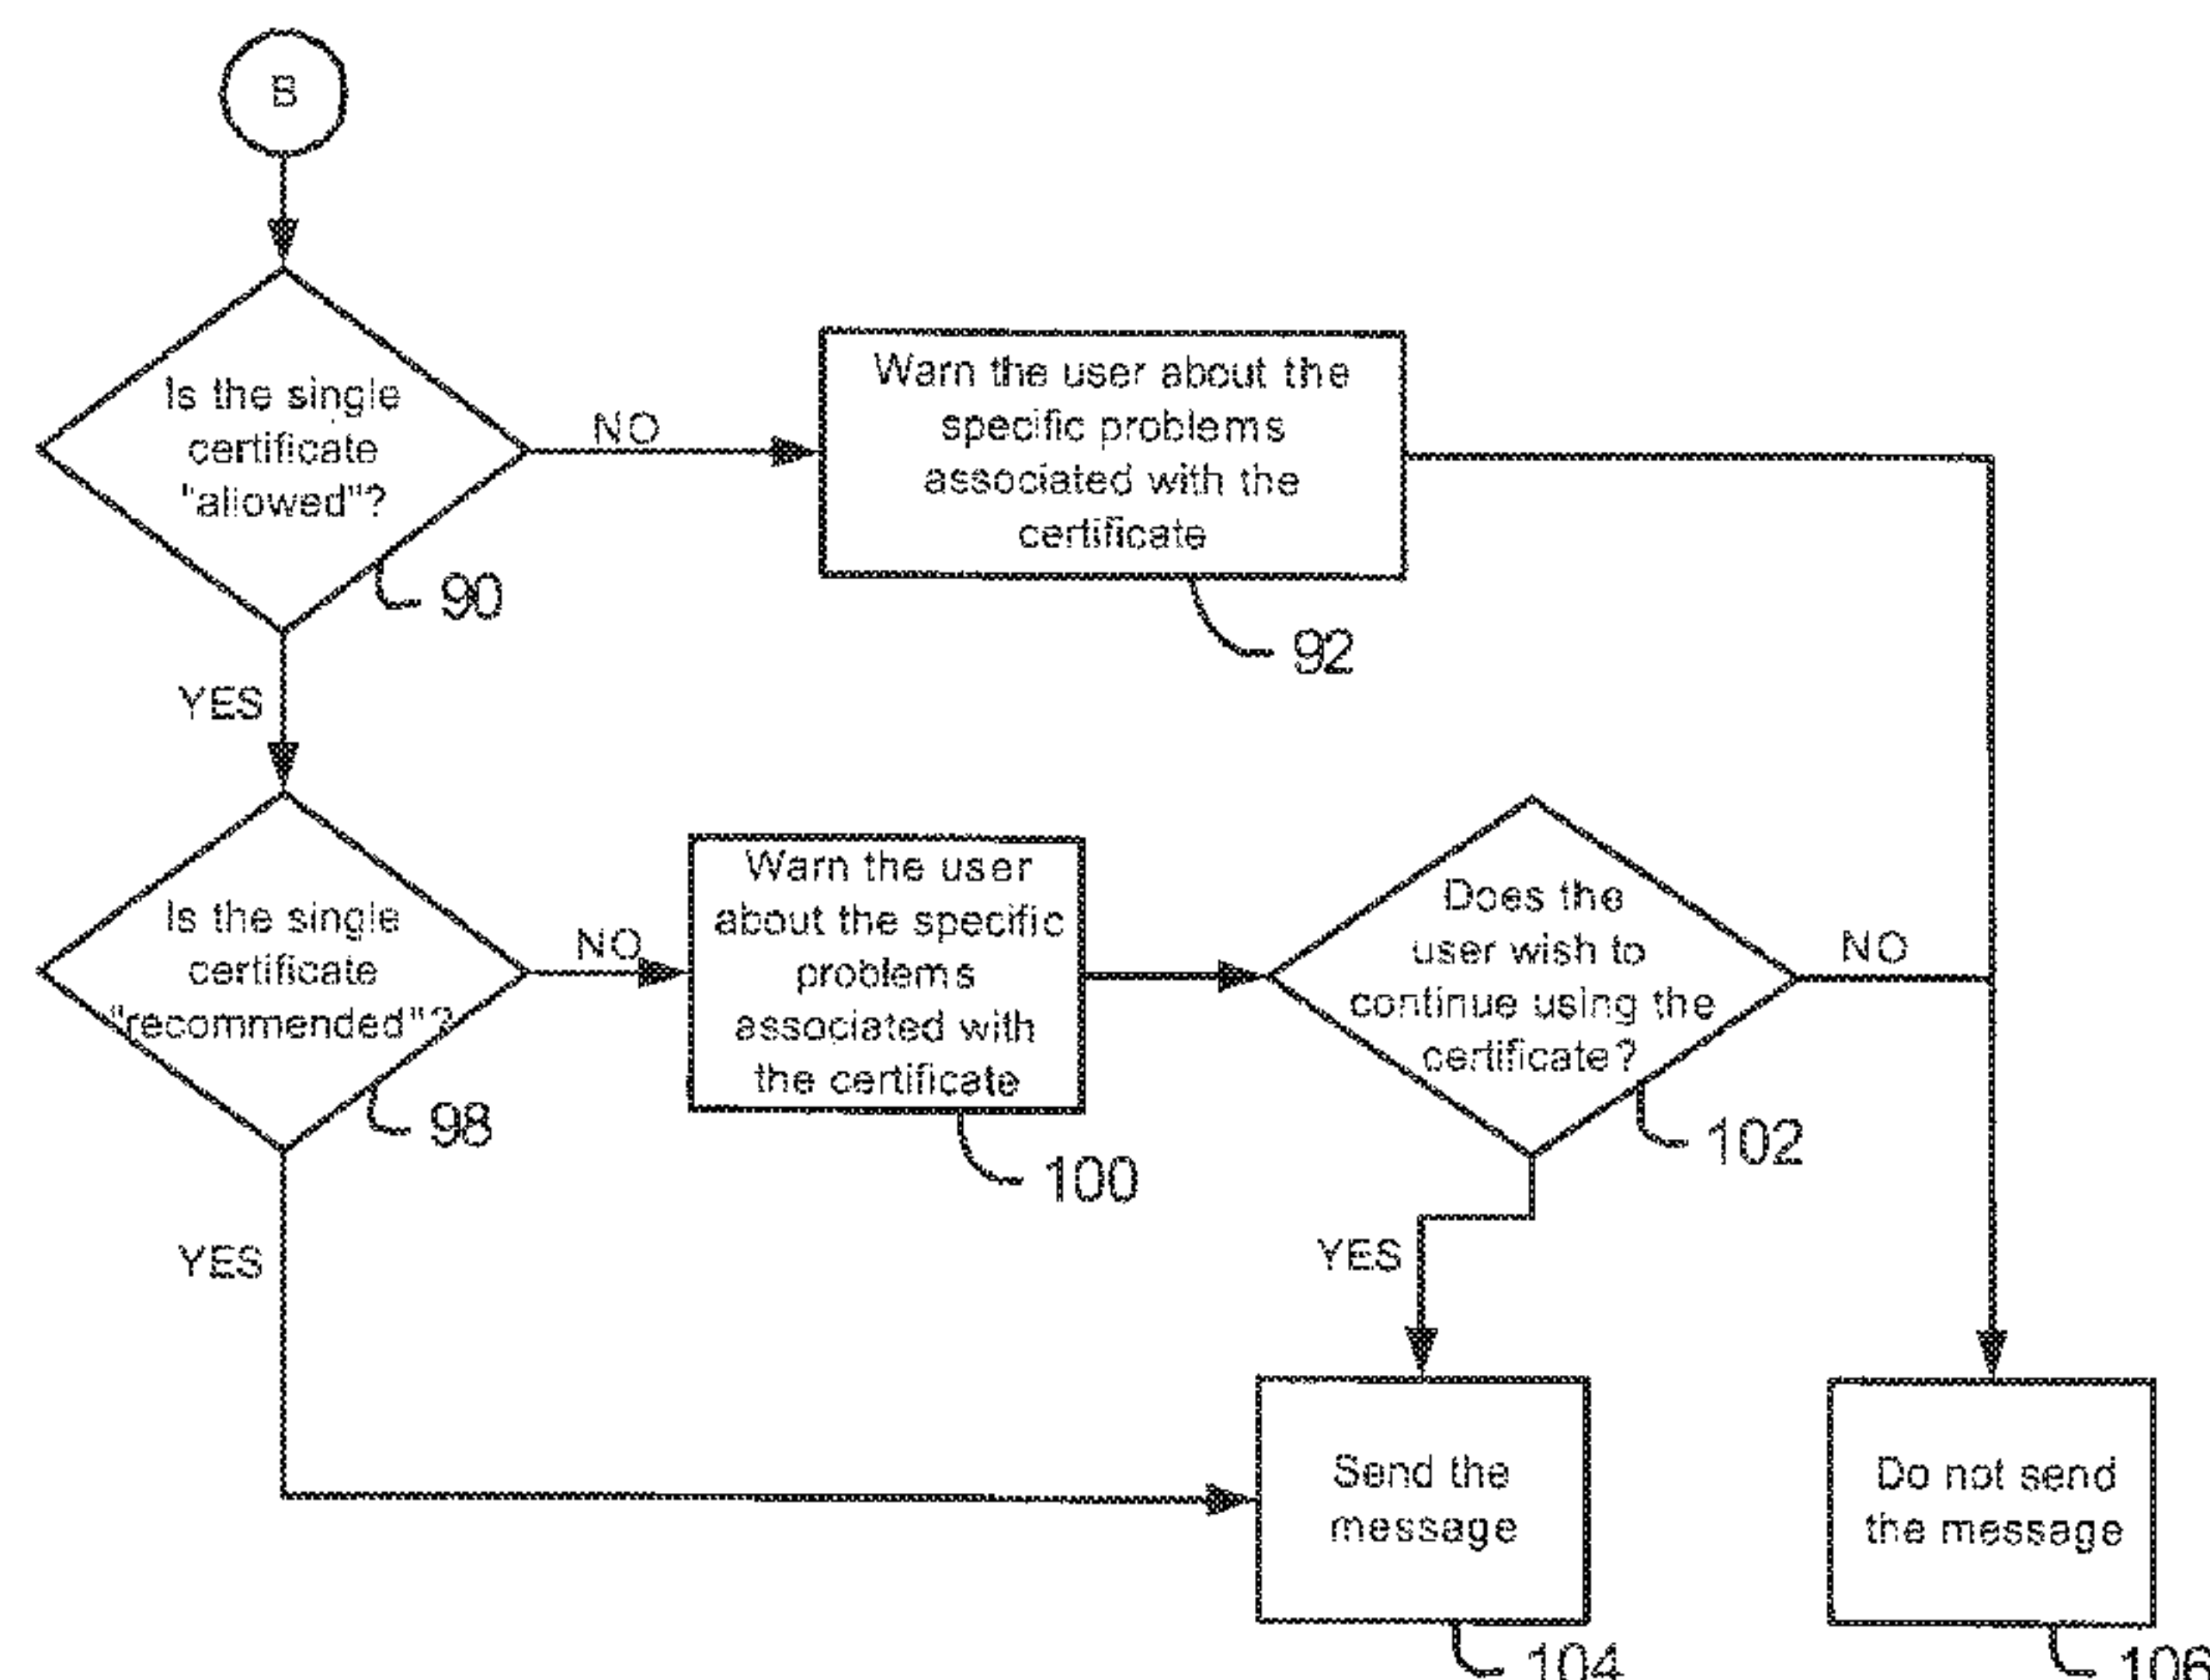 B
Is the single
certificate
"allowed"?
90
NO
Warn the user about the
specific problems
associated with the
certificate
92
YES
Is the single
certificate
"recommended"?
98
NO
Warn the user
about the specific
problems
associated with
the certificate
100
Does the
user wish to
continue using the
certificate?
102
NO
YES
YES
Send the
message
104
Do not send
the message
106